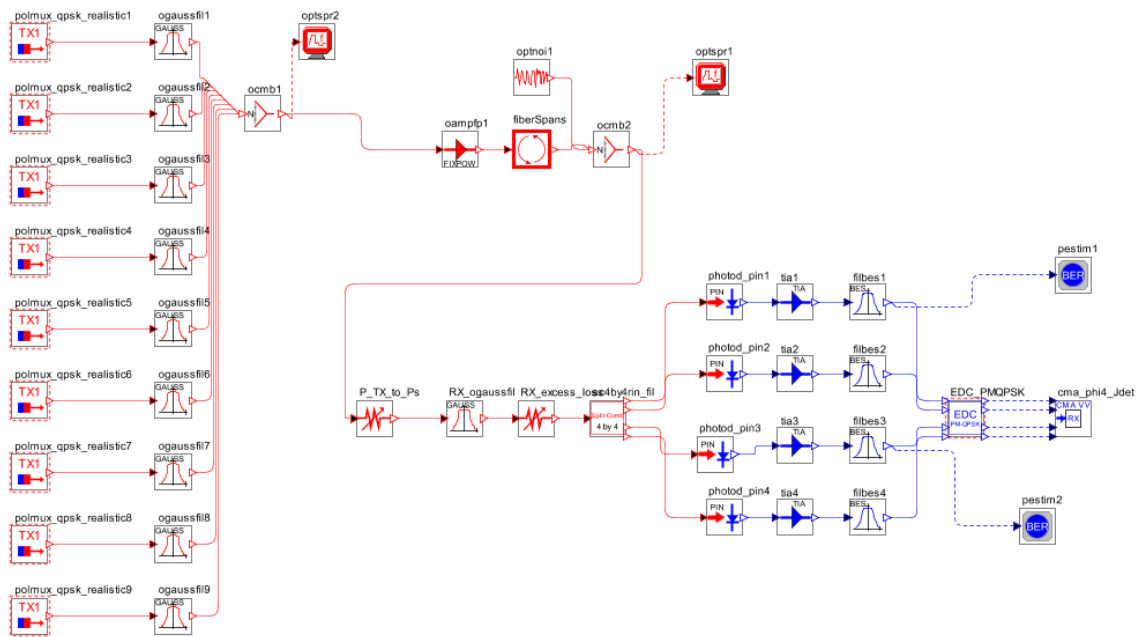 polmux_qpsk_realistic1
TX1
ogaussfil1
GAUSS
optspr2
polmux_qpsk_realistic2
TX1
ogaussfil2
GAUSS
ocmb1
N
optnoi1
optspr1
oampfp1
FIXPOW
fiberSpans
ocmb2
N
polmux_qpsk_realistic3
TX1
ogaussfil3
GAUSS
polmux_qpsk_realistic4
TX1
ogaussfil4
GAUSS
polmux_qpsk_realistic5
TX1
ogaussfil5
GAUSS
polmux_qpsk_realistic6
TX1
ogaussfil6
GAUSS
polmux_qpsk_realistic7
TX1
ogaussfil7
GAUSS
polmux_qpsk_realistic8
TX1
ogaussfil8
GAUSS
polmux_qpsk_realistic9
TX1
ogaussfil9
GAUSS
photod_pin1
PIN
tia1
TIA
filbes1
BES
pestim1
BER
photod_pin2
PIN
tia2
TIA
filbes2
BES
P_TX_to_Ps
RX_ogaussfil
GAUSS
RX_excess_loss
4 by 4
EDC_PMQPSK
EDC
PM-QPSK
cma_phi4_Jdet
CMA VV
RX
photod_pin3
PIN
tia3
TIA
filbes3
BES
photod_pin4
PIN
tia4
TIA
filbes4
BES
pestim2
BER